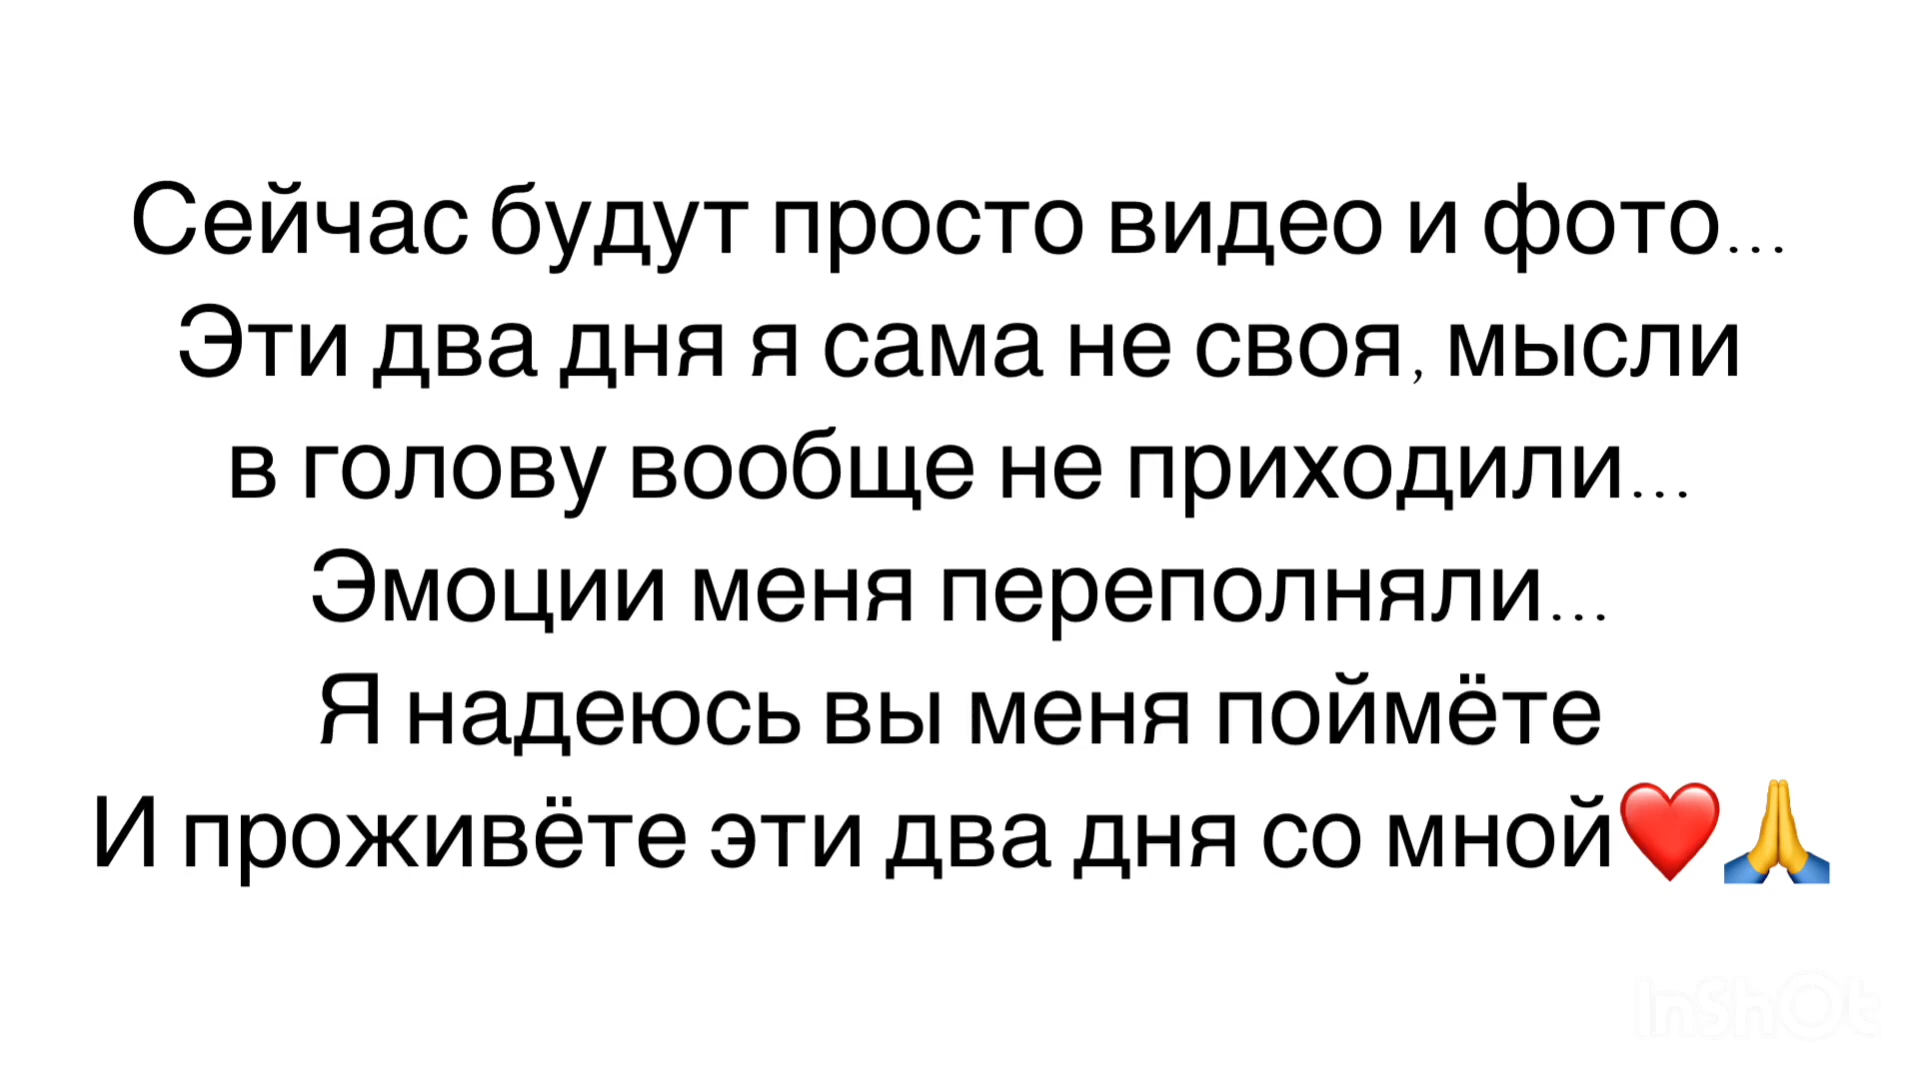 Сейчас будут просто видео и фото...
Эти два дня я сама не своя, мысли
в голову вообще не приходили...
Эмоции меня переполняли...
Я надеюсь вы меня поймёте
И проживёте эти два дня со мной❤️🙏
InShOt